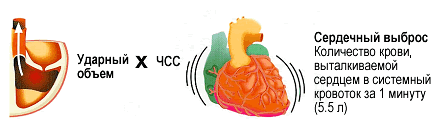 Ударный
объем
X
ЧСС
Сердечный выброс
Количество крови,
выталкиваемой
сердцем в системный
кровоток за 1 минуту
(5.5 л)